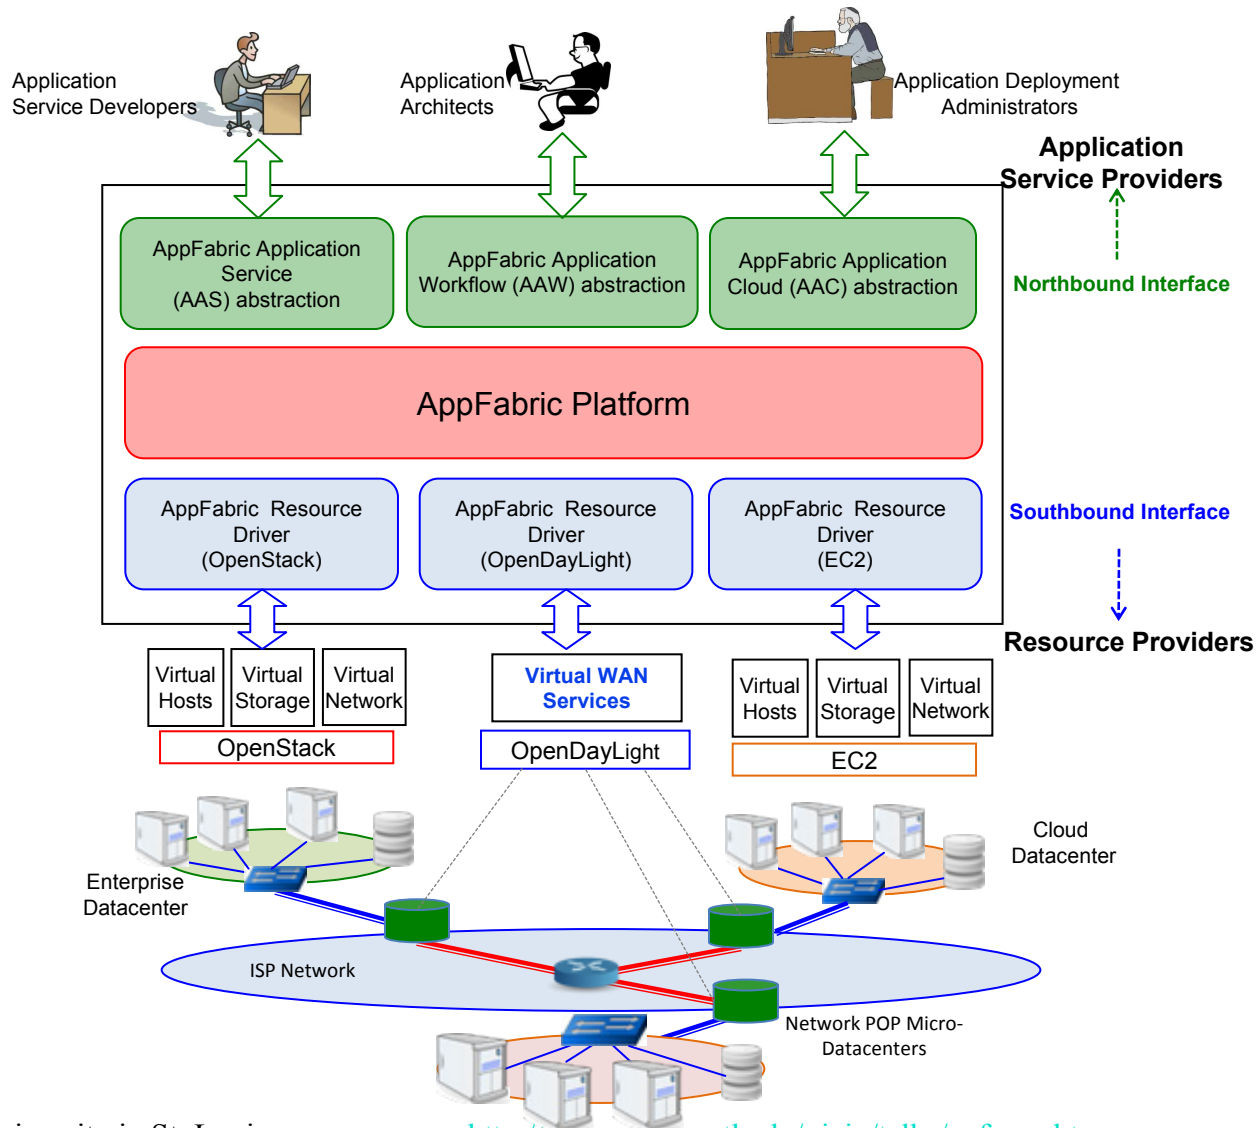 Application
Service Developers
Application
Architects
Application Deployment
Administrators
Application
Service Providers
AppFabric Application
Service
(AAS) abstraction
AppFabric Application
Workflow (AAW) abstraction
AppFabric Application
Cloud (AAC) abstraction
Northbound Interface
AppFabric Platform
AppFabric Resource
Driver
(OpenStack)
AppFabric Resource
Driver
(OpenDayLight)
AppFabric Resource
Driver
(EC2)
Southbound Interface
Resource Providers
Virtual
Hosts
Virtual
Storage
Virtual
Network
OpenStack
Virtual WAN
Services
OpenDayLight
Virtual
Hosts
Virtual
Storage
Virtual
Network
EC2
Enterprise
Datacenter
Cloud
Datacenter
ISP Network
Network POP Micro-
Datacenters